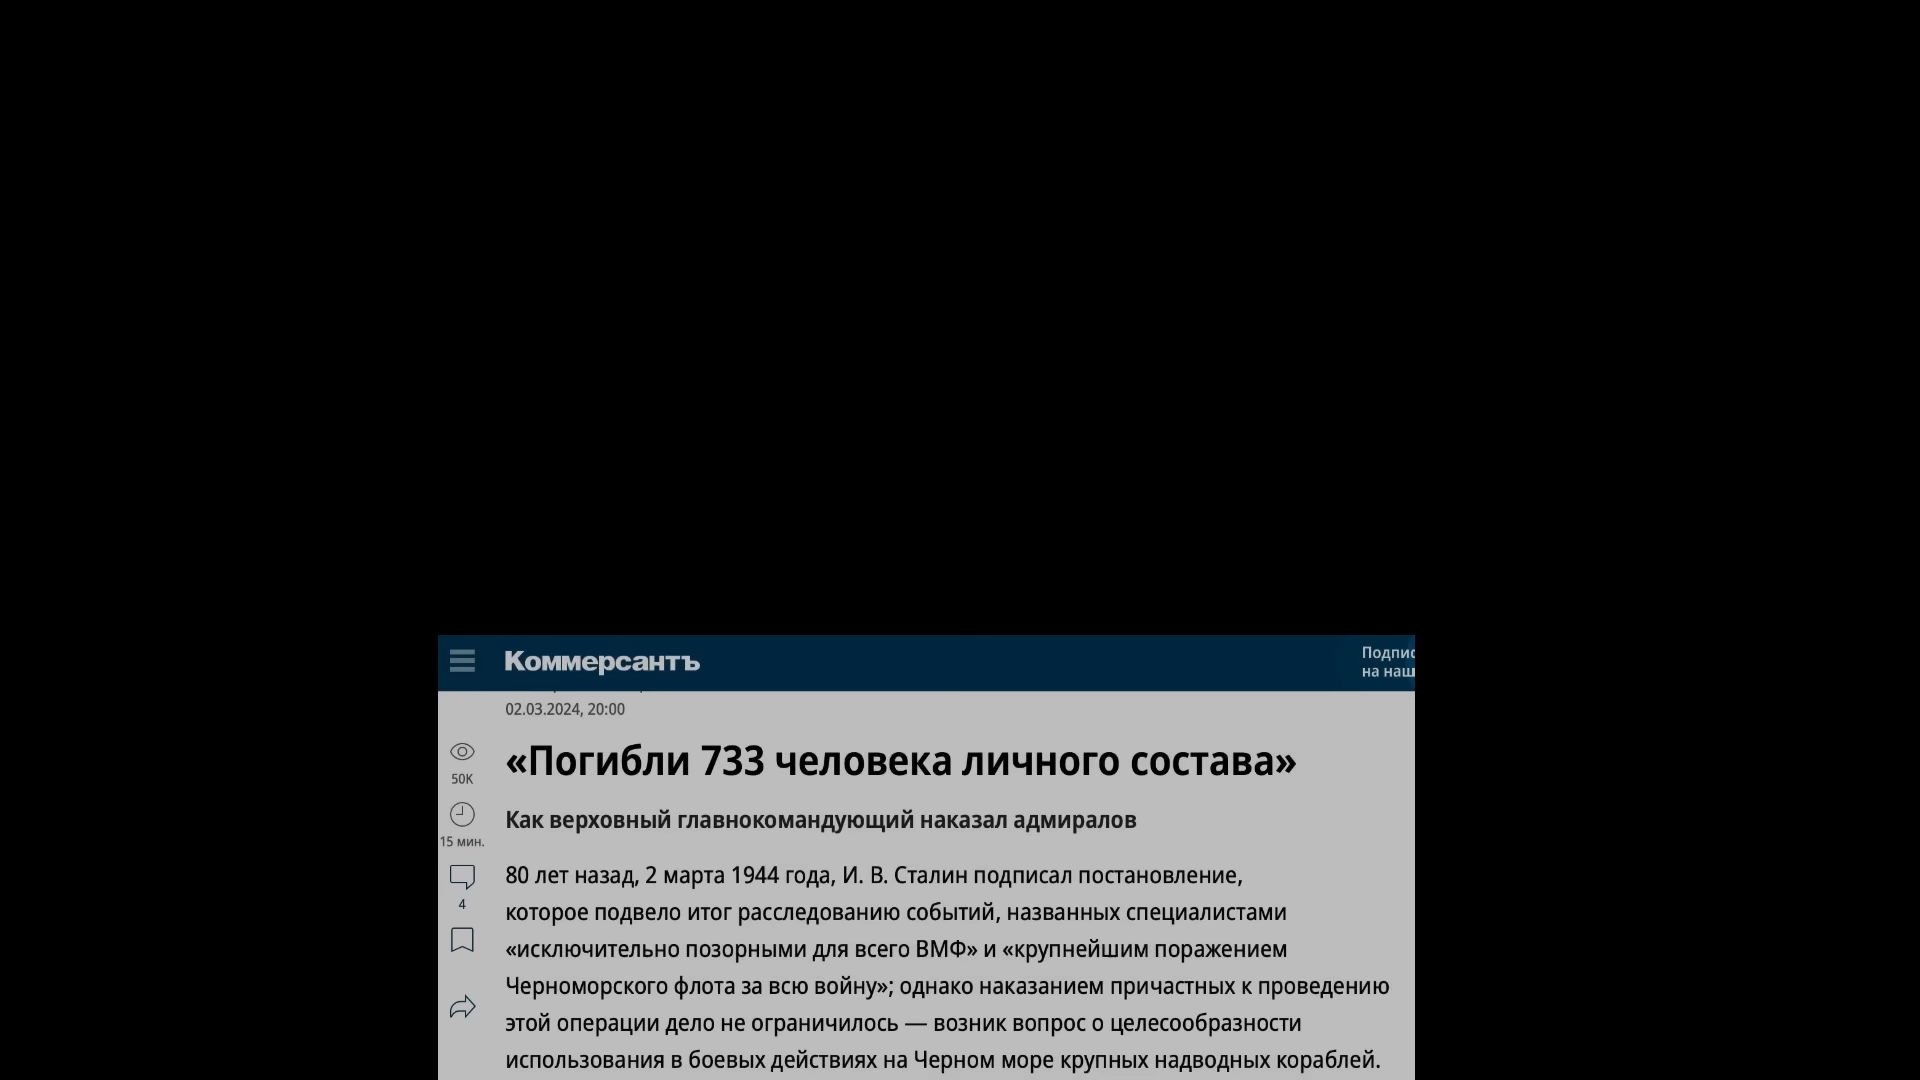 Коммерсантъ
Подпис
на наш
02.03.2024, 20:00
«Погибли 733 человека личного состава»
50K
Как верховный главнокомандующий наказал адмиралов
15 мин.
80 лет назад, 2 марта 1944 года, И. В. Сталин подписал постановление,
4
которое подвело итог расследованию событий, названных специалистами
«исключительно позорными для всего ВМФ» и «крупнейшим поражением
Черноморского флота за всю войну»; однако наказанием причастных к проведению
этой операции дело не ограничилось — возник вопрос о целесообразности
использования в боевых действиях на Черном море крупных надводных кораблей.